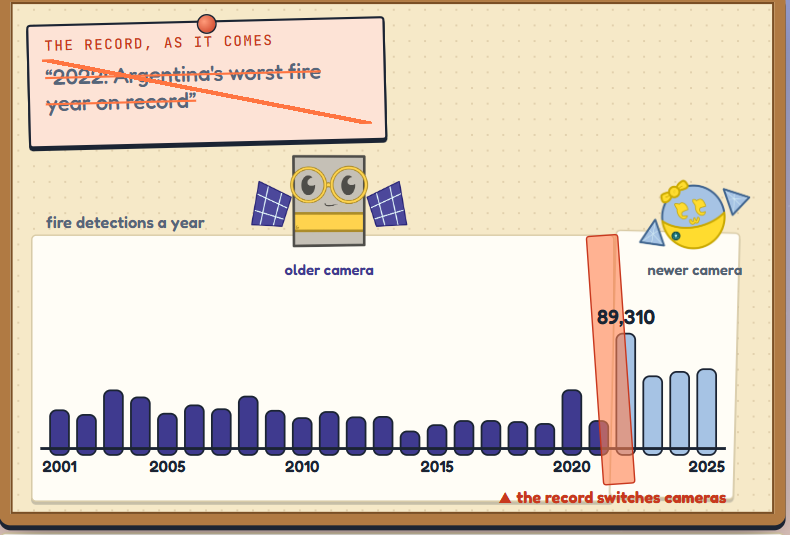 THE RECORD, AS IT COMES
“2022: Argentina's worst fire
year on record”
fire detections a year
older camera
newer camera
89,310
2001 2005 2010 2015 2020 2025
▲ the record switches cameras